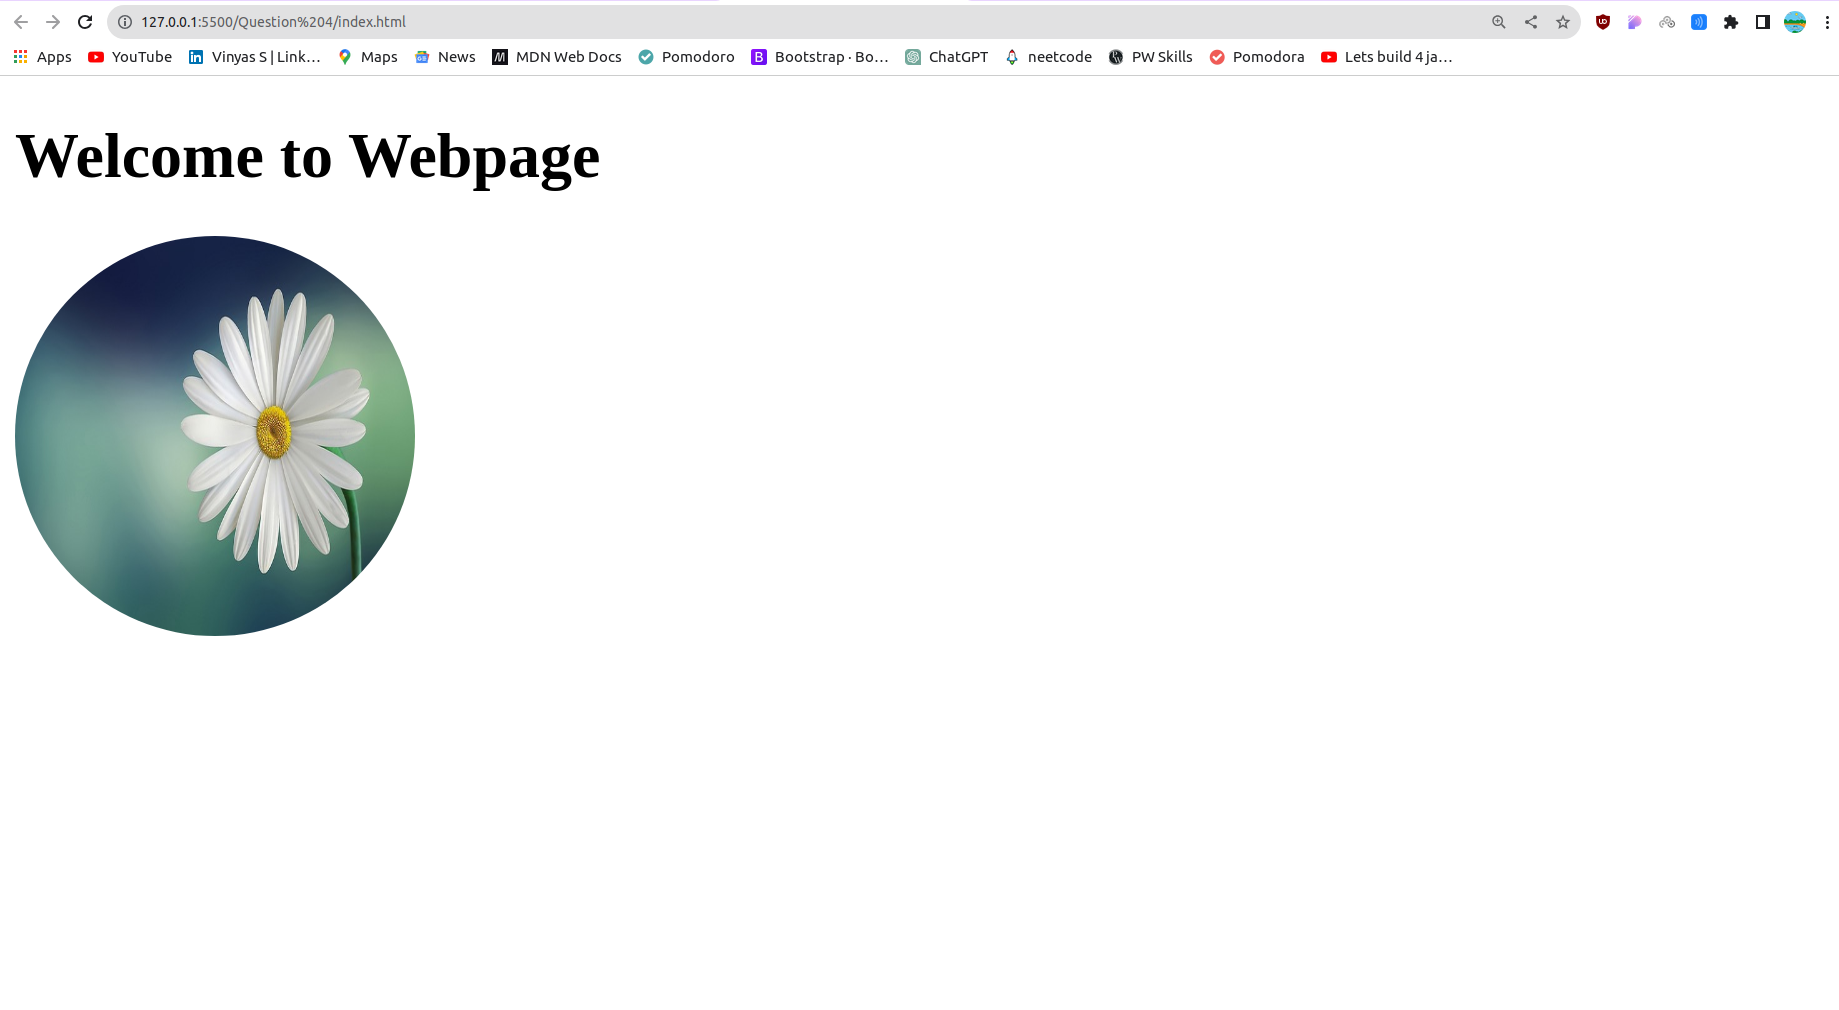 127.0.0.1:5500/Question%204/index.html
Apps YouTube Vinyas S | Link… Maps News MDN Web Docs Pomodoro Bootstrap · Bo… ChatGPT neetcode PW Skills Pomodora Lets build 4 ja…
Welcome to Webpage